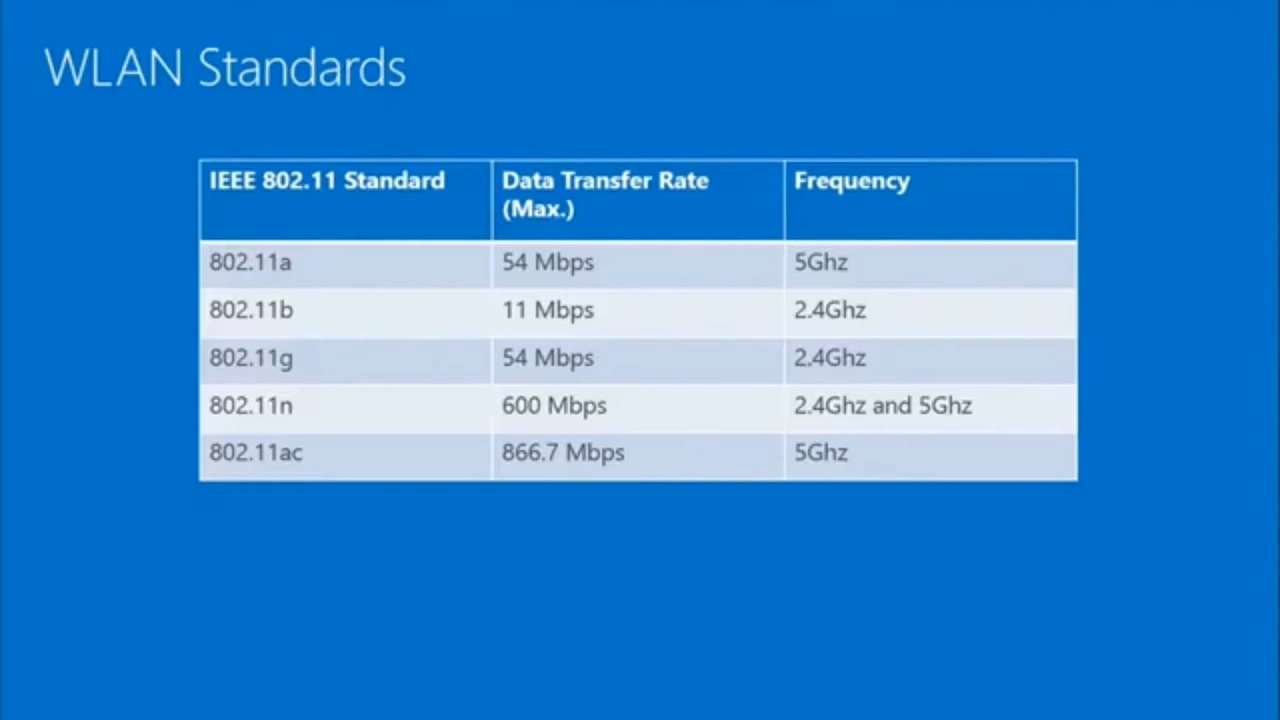 WLAN Standards
IEEE 802.11 Standard Data Transfer Rate (Max.) Frequency
802.11a 54 Mbps 5Ghz
802.11b 11 Mbps 2.4Ghz
802.11g 54 Mbps 2.4Ghz
802.11n 600 Mbps 2.4Ghz and 5Ghz
802.11ac 866.7 Mbps 5Ghz